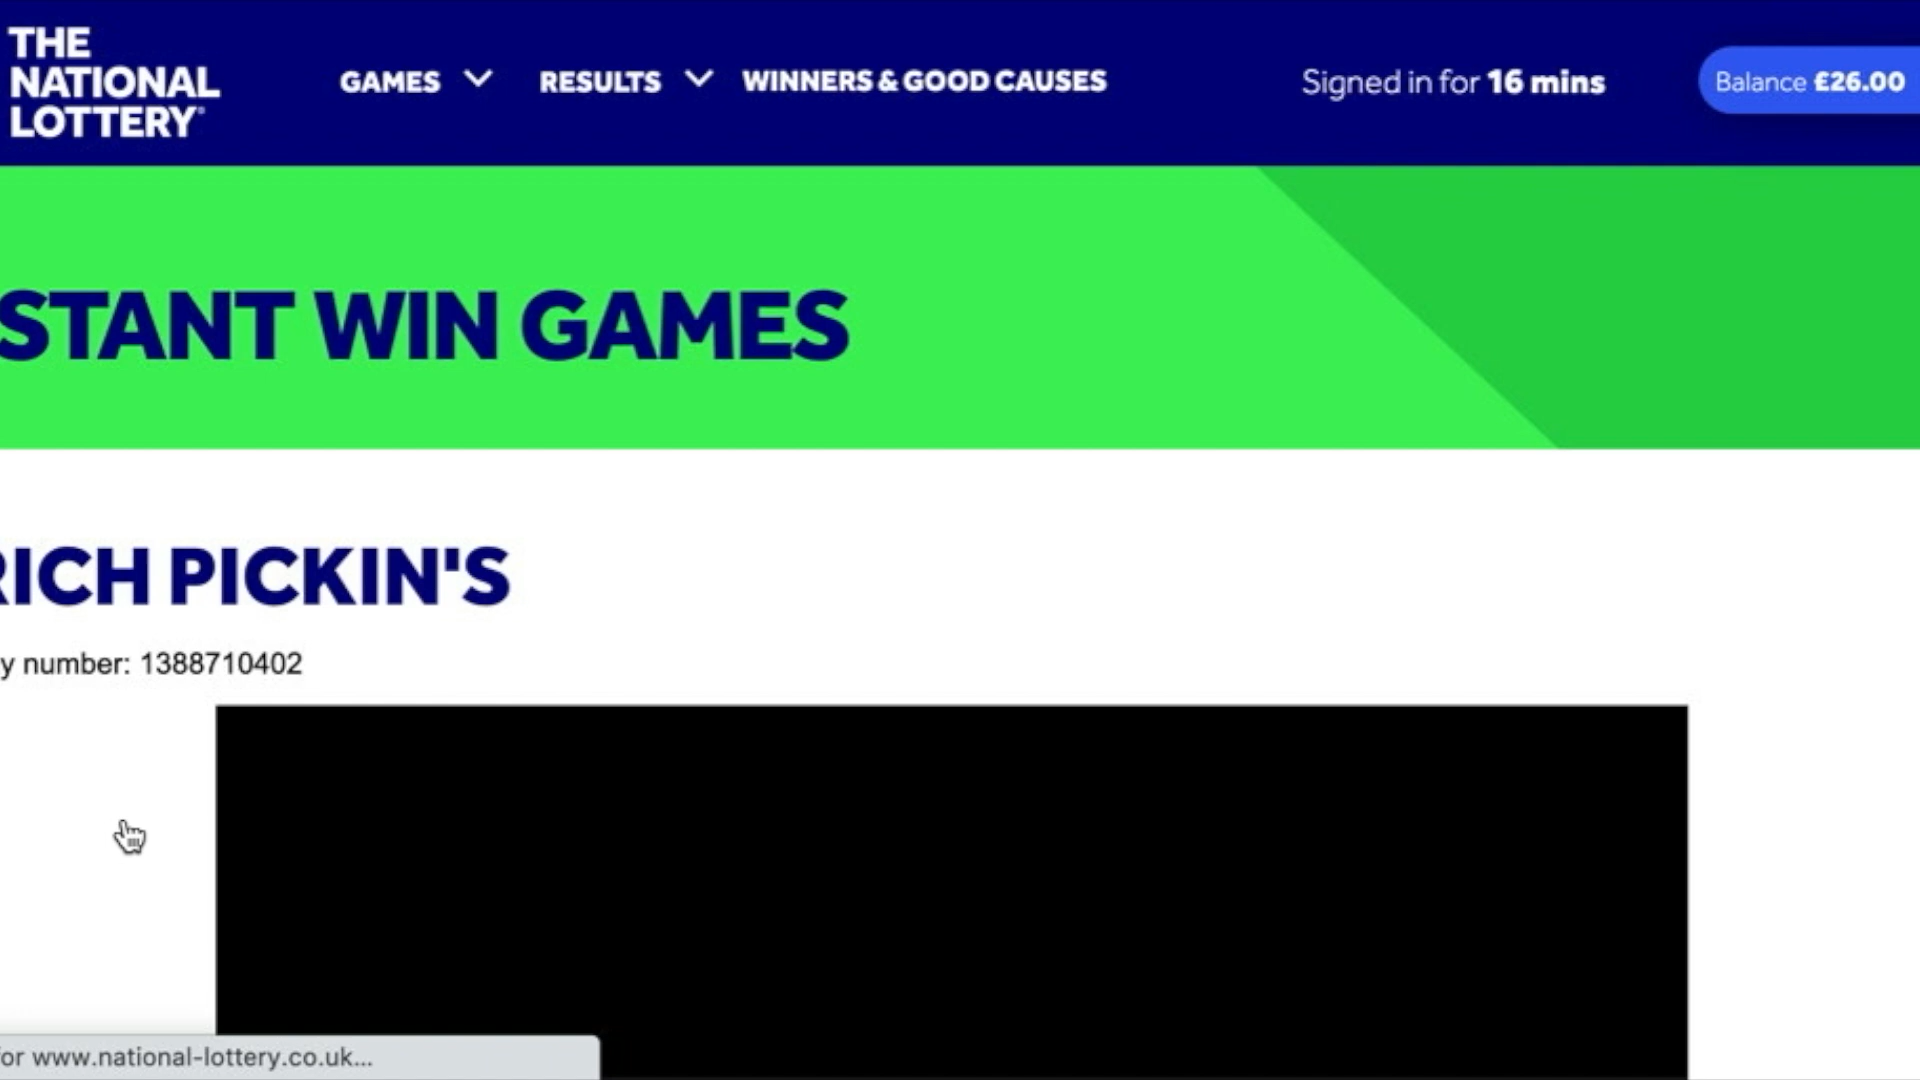 THE
NATIONAL
LOTTERY
GAMES
RESULTS
WINNERS & GOOD CAUSES
Signed in for 16 mins
Balance £26.00
STANT WIN GAMES
RICH PICKIN'S
y number: 1388710402
for www.national-lottery.co.uk...